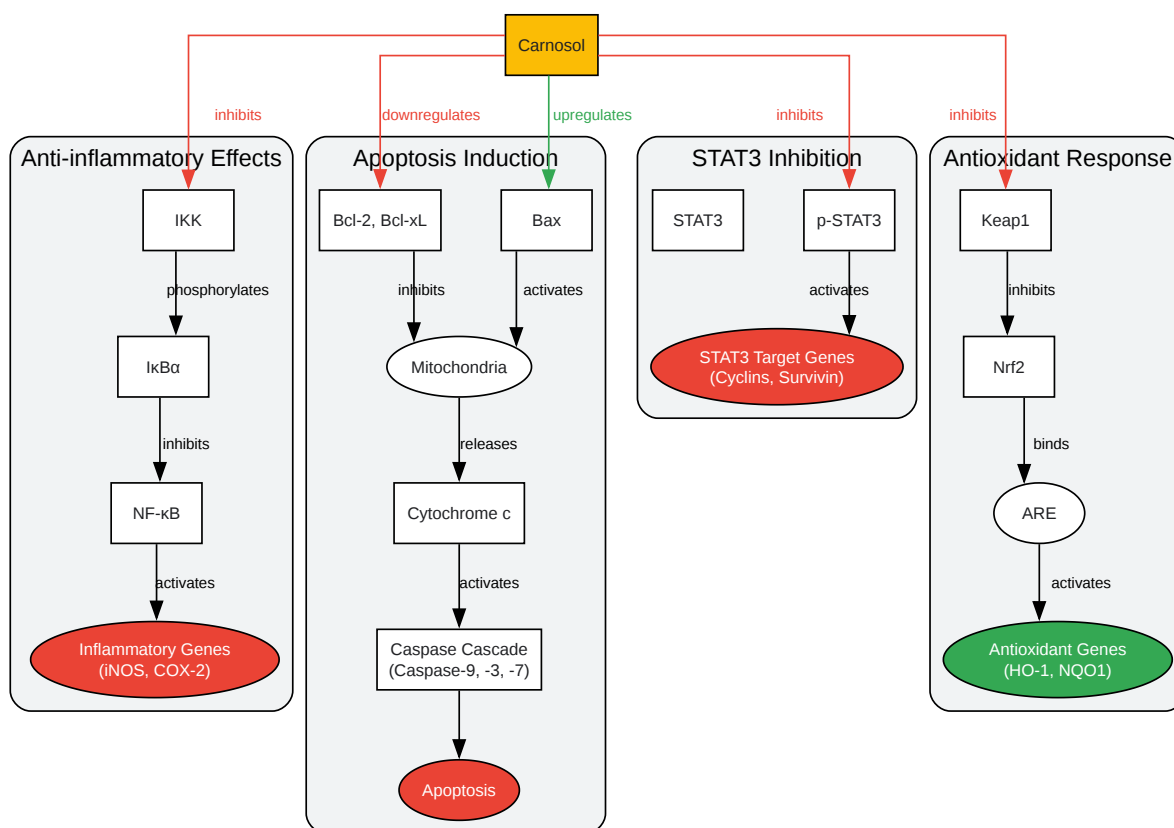 Carnosol
inhibits
downregulates
upregulates
inhibits
inhibits
Anti-inflammatory Effects
Apoptosis Induction
STAT3 Inhibition
Antioxidant Response
IKK
Bcl-2, Bcl-xL
Bax
STAT3
p-STAT3
Keap1
phosphorylates
inhibits
activates
activates
inhibits
IκBα
Mitochondria
STAT3 Target Genes
(Cyclins, Survivin)
Nrf2
inhibits
releases
binds
NF-κB
Cytochrome c
ARE
activates
activates
activates
Inflammatory Genes
(iNOS, COX-2)
Caspase Cascade
(Caspase-9, -3, -7)
Antioxidant Genes
(HO-1, NQO1)
Apoptosis